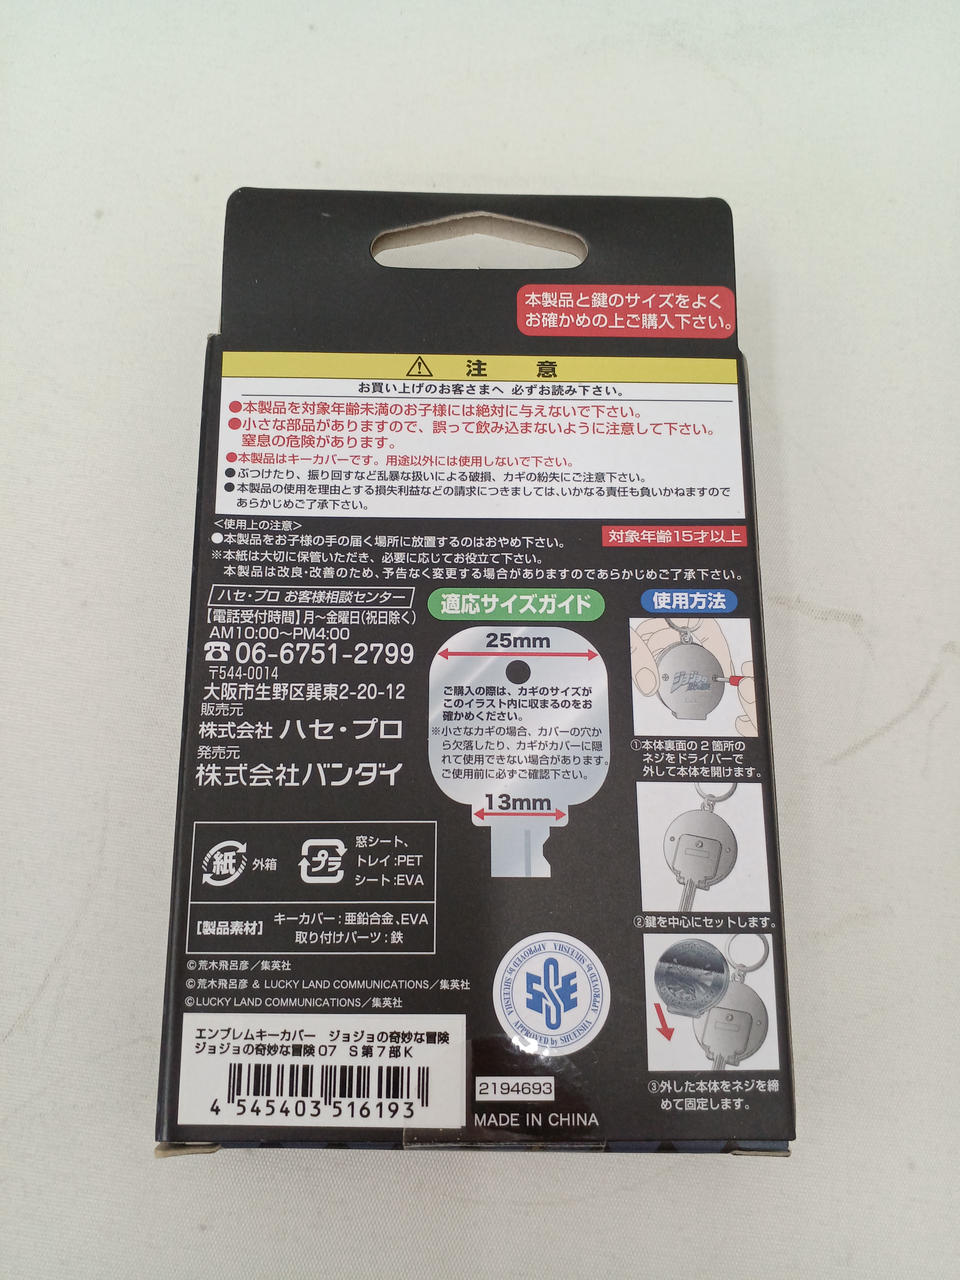 本製品と鍵のサイズをよく
お確かめの上ご購入下さい。
注意
お買い上げのお客さまへ 必ずお読み下さい。
●本製品を対象年齢未満のお子様には絶対に与えないで下さい。
●小さな部品がありますので、誤って飲み込まないように注意して下さい。
窒息の危険があります。
●本製品はキーカバーです。用途以外には使用しないで下さい。
●ぶつけたり、振り回すなど乱暴な扱いによる破損、カギの紛失にご注意下さい。
●本製品の使用を理由とする損失利益などの請求につきましては、いかなる責任も負いかねますので
あらかじめご了承下さい。
<使用上の注意>
●本製品をお子様の手の届く場所に放置するのはおやめ下さい。
対象年齢15才以上
※本紙は大切に保管いただき、必要に応じてお役立て下さい。
本製品は改良・改善のため、予告なく変更する場合がありますのであらかじめご了承下さい。
ハセ・プロ お客様相談センター
【電話受付時間】月〜金曜日(祝日除く)
AM10:00〜PM4:00
☎06-6751-2799
〒544-0014
大阪市生野区巽東2-20-12
販売元
株式会社 ハセ・プロ
発売元
株式会社バンダイ
適応サイズガイド
25mm
ご購入の際は、カギのサイズが
このイラスト内に収まるのをお
確かめください。
※小さなカギの場合、カバーの穴か
ら欠落したり、カギがカバーに隠
れて使用できない場合があります。
ご使用前に必ずご確認下さい。
13mm
使用方法
ジョジョの
①本体裏面の2箇所の
ネジをドライバーで
外して本体を開けます。
②鍵を中心にセットします。
③外した本体をネジを締
めて固定します。
紙
外箱
プラ
窓シート、
トレイ:PET
シート:EVA
【製品素材】
キーカバー:亜鉛合金、EVA
取り付けパーツ:鉄
©荒木飛呂彦/集英社
©荒木飛呂彦 & LUCKY LAND COMMUNICATIONS/集英社
©LUCKY LAND COMMUNICATIONS/集英社
APPROVED by SHUEISHA APPROVED by SHUEISHA APPROVED by SHUEISHA
SSE
エンブレムキーカバー ジョジョの奇妙な冒険
ジョジョの奇妙な冒険07 S第7部K
4 545403 516193
2194693
MADE IN CHINA